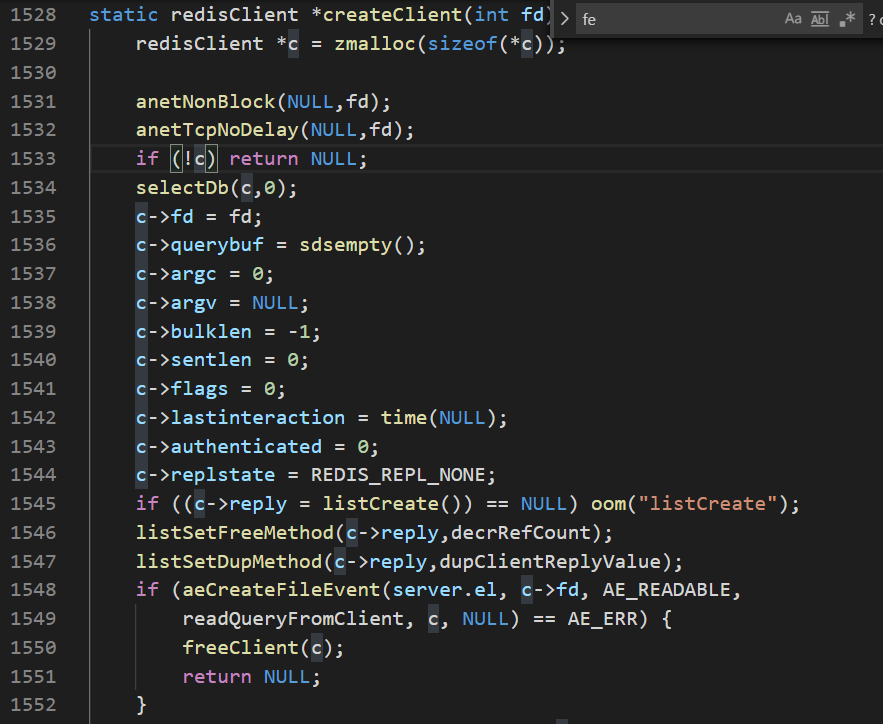 1528 static redisClient *createClient(int fd)
> fe Aa Abl .* ?
1529 redisClient *c = zmalloc(sizeof(*c));
1530
1531 anetNonBlock(NULL,fd);
1532 anetTcpNoDelay(NULL,fd);
1533 if (!c) return NULL;
1534 selectDb(c,0);
1535 c->fd = fd;
1536 c->querybuf = sdsempty();
1537 c->argc = 0;
1538 c->argv = NULL;
1539 c->bulklen = -1;
1540 c->sentlen = 0;
1541 c->flags = 0;
1542 c->lastinteraction = time(NULL);
1543 c->authenticated = 0;
1544 c->replstate = REDIS_REPL_NONE;
1545 if ((c->reply = listCreate()) == NULL) oom("listCreate");
1546 listSetFreeMethod(c->reply,decrRefCount);
1547 listSetDupMethod(c->reply,dupClientReplyValue);
1548 if (aeCreateFileEvent(server.el, c->fd, AE_READABLE,
1549 readQueryFromClient, c, NULL) == AE_ERR) {
1550 freeClient(c);
1551 return NULL;
1552 }